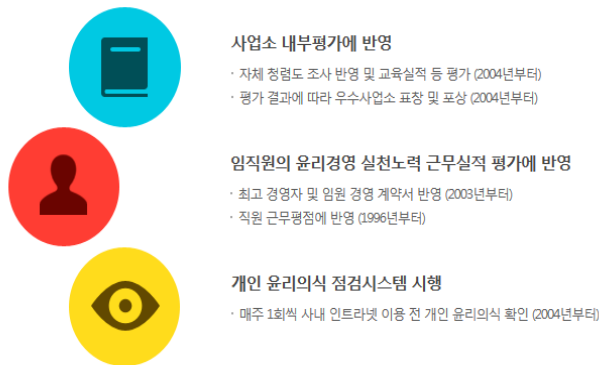 사업소 내부평가에 반영
· 자체 청렴도 조사 반영 및 교육실적 등 평가 (2004년부터)
· 평가 결과에 따라 우수사업소 표창 및 포상 (2004년부터)
임직원의 윤리경영 실천노력 근무실적 평가에 반영
· 최고 경영자 및 임원 경영 계약서 반영 (2003년부터)
· 직원 근무평점에 반영 (1996년부터)
개인 윤리의식 점검시스템 시행
· 매주 1회씩 사내 인트라넷 이용 전 개인 윤리의식 확인 (2004년부터)